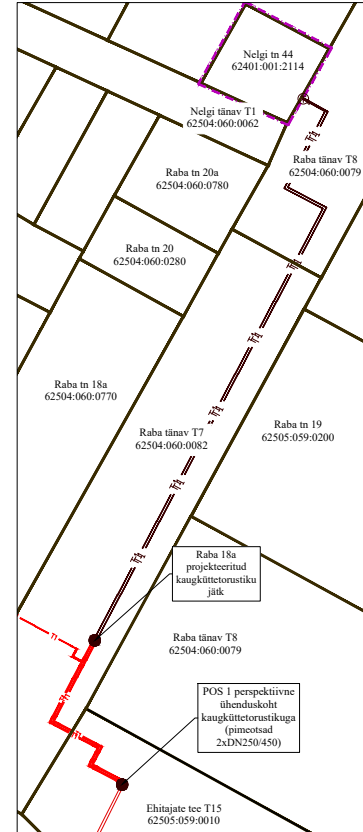 Nelgi tn 44
62401:001:2114
Nelgi tänav T1
62504:060:0062
Raba tänav T8
62504:060:0079
Raba tn 20a
62504:060:0780
Raba tn 20
62504:060:0280
Raba tn 18a
62504:060:0770
Raba tn 19
62505:059:0200
Raba tänav T7
62504:060:0082
Raba 18a
projekteeritud
kaugküttetorustiku
jätk
Raba tänav T8
62504:060:0079
POS 1 perspektiivne
ühenduskoht
kaugküttetorustikuga
(pimeotsad
2xDN250/450)
Ehitajate tee T15
62505:059:0010